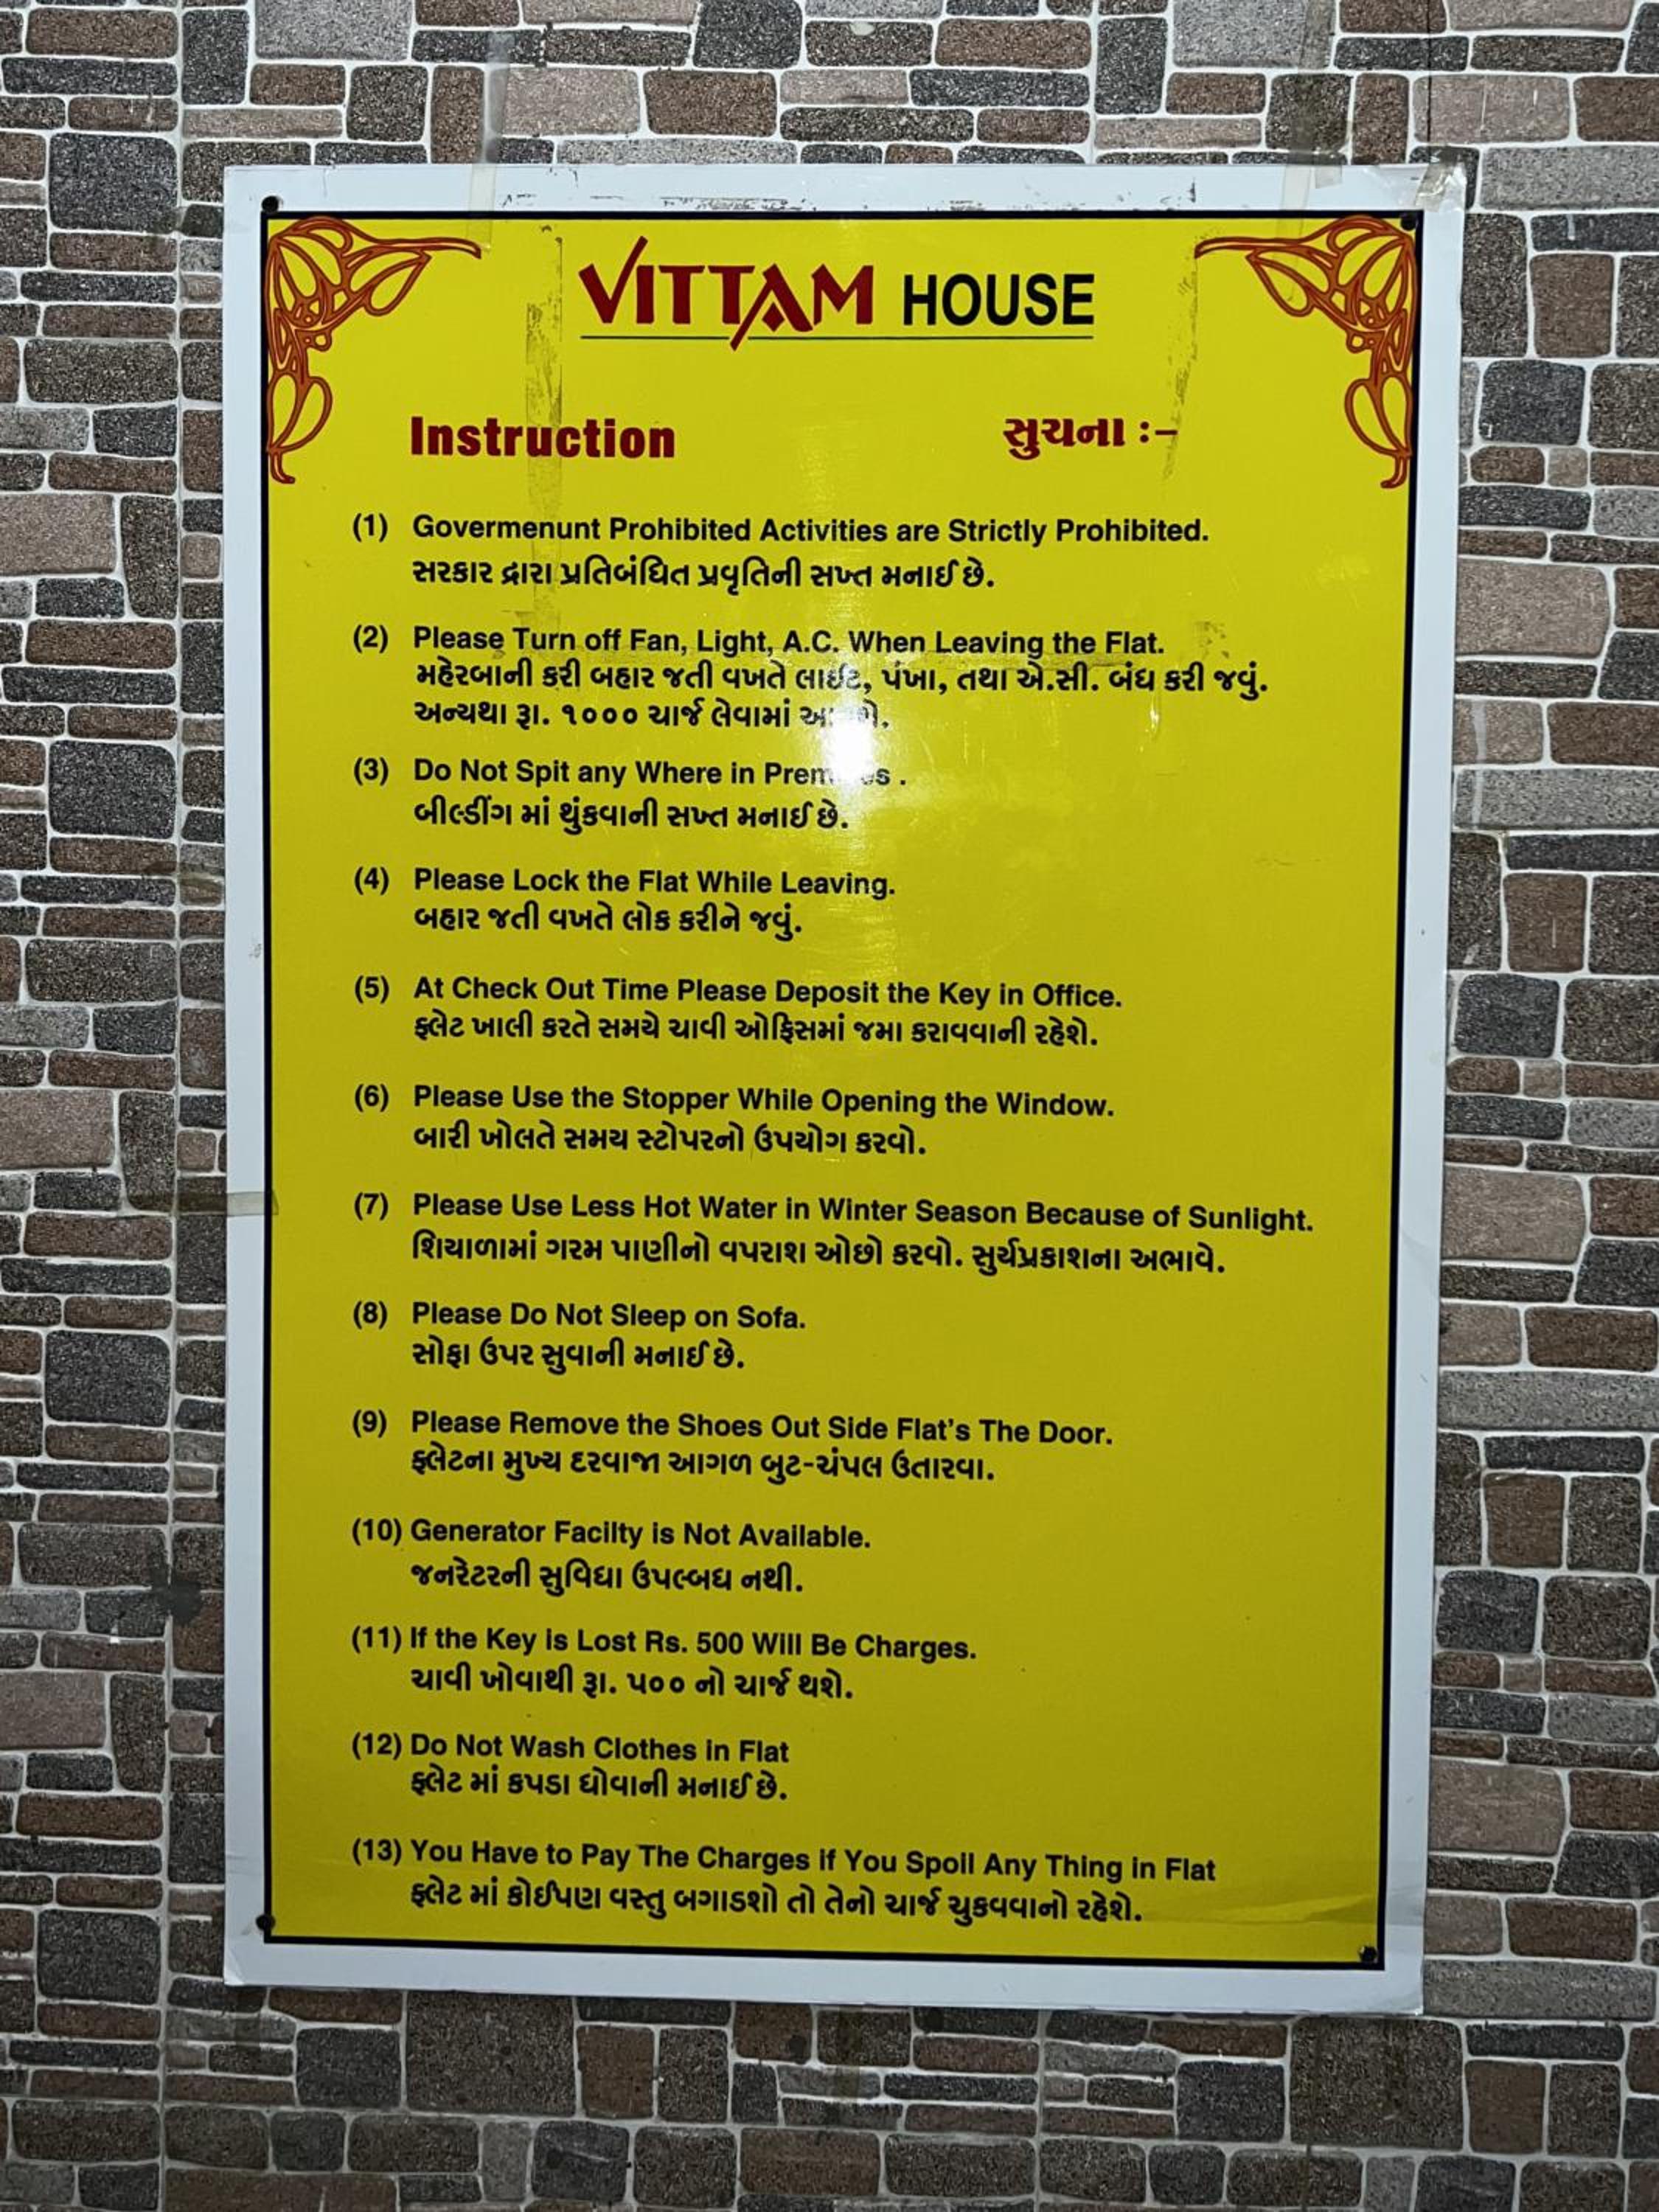 VITTAM HOUSE
Instruction
સુચના :-
(1) Govermenunt Prohibited Activities are Strictly Prohibited.
સરકાર દ્રારા પ્રતિબંધિત પ્રવૃતિની સખ્ત મનાઈ છે.
(2) Please Turn off Fan, Light, A.C. When Leaving the Flat.
મહેરબાની કરી બહાર જતી વખતે લાઈટ, પંખા, તથા એ.સી. બંધ કરી જવું.
અન્યથા રૂા. ૧૦૦૦ ચાર્જ લેવામાં
(3) Do Not Spit any Where in
બીલ્ડીંગ માં થુંકવાની સખ્ત મનાઈ છે.
(4) Please Lock the Flat While Leaving.
બહાર જતી વખતે લોક કરીને જવું.
(5) At Check Out Time Please Deposit the Key in Office.
ફ્લેટ ખાલી કરતે સમયે ચાવી ઓફિસમાં જમા કરાવવાની રહેશે.
(6) Please Use the Stopper While Opening the Window.
બારી ખોલતે સમય સ્ટોપરનો ઉપયોગ કરવો.
(7) Please Use Less Hot Water in Winter Season Because of Sunlight.
શિયાળામાં ગરમ પાણીનો વપરાશ ઓછો કરવો. સુર્યપ્રકાશના અભાવે.
(8) Please Do Not Sleep on Sofa.
સોફા ઉપર સુવાની મનાઈ છે.
(9) Please Remove the Shoes Out Side Flat's The Door.
ફ્લેટના મુખ્ય દરવાજા આગળ બુટ-ચંપલ ઉતારવા.
(10) Generator Facilty is Not Available.
જનરેટરની સુવિધા ઉપલ્બધ નથી.
(11) If the Key is Lost Rs. 500 Will Be Charges.
ચાવી ખોવાથી રૂા. ૫૦૦ નો ચાર્જ થશે.
(12) Do Not Wash Clothes in Flat
ફ્લેટ માં કપડા ધોવાની મનાઈ છે.
(13) You Have to Pay The Charges if You Spoil Any Thing in Flat
ફ્લેટ માં કોઈપણ વસ્તુ બગાડશો તો તેનો ચાર્જ ચુકવવાનો રહેશે.